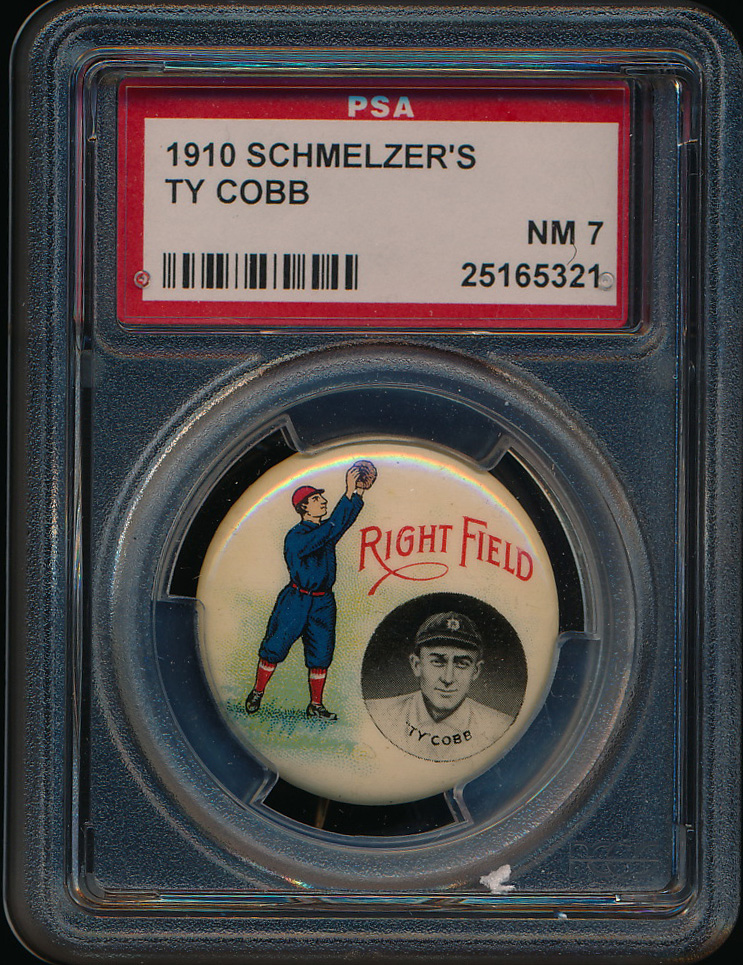 PSA
1910 SCHMELZER'S
TY COBB
NM 7
25165321
RIGHT FIELD
TY COBB